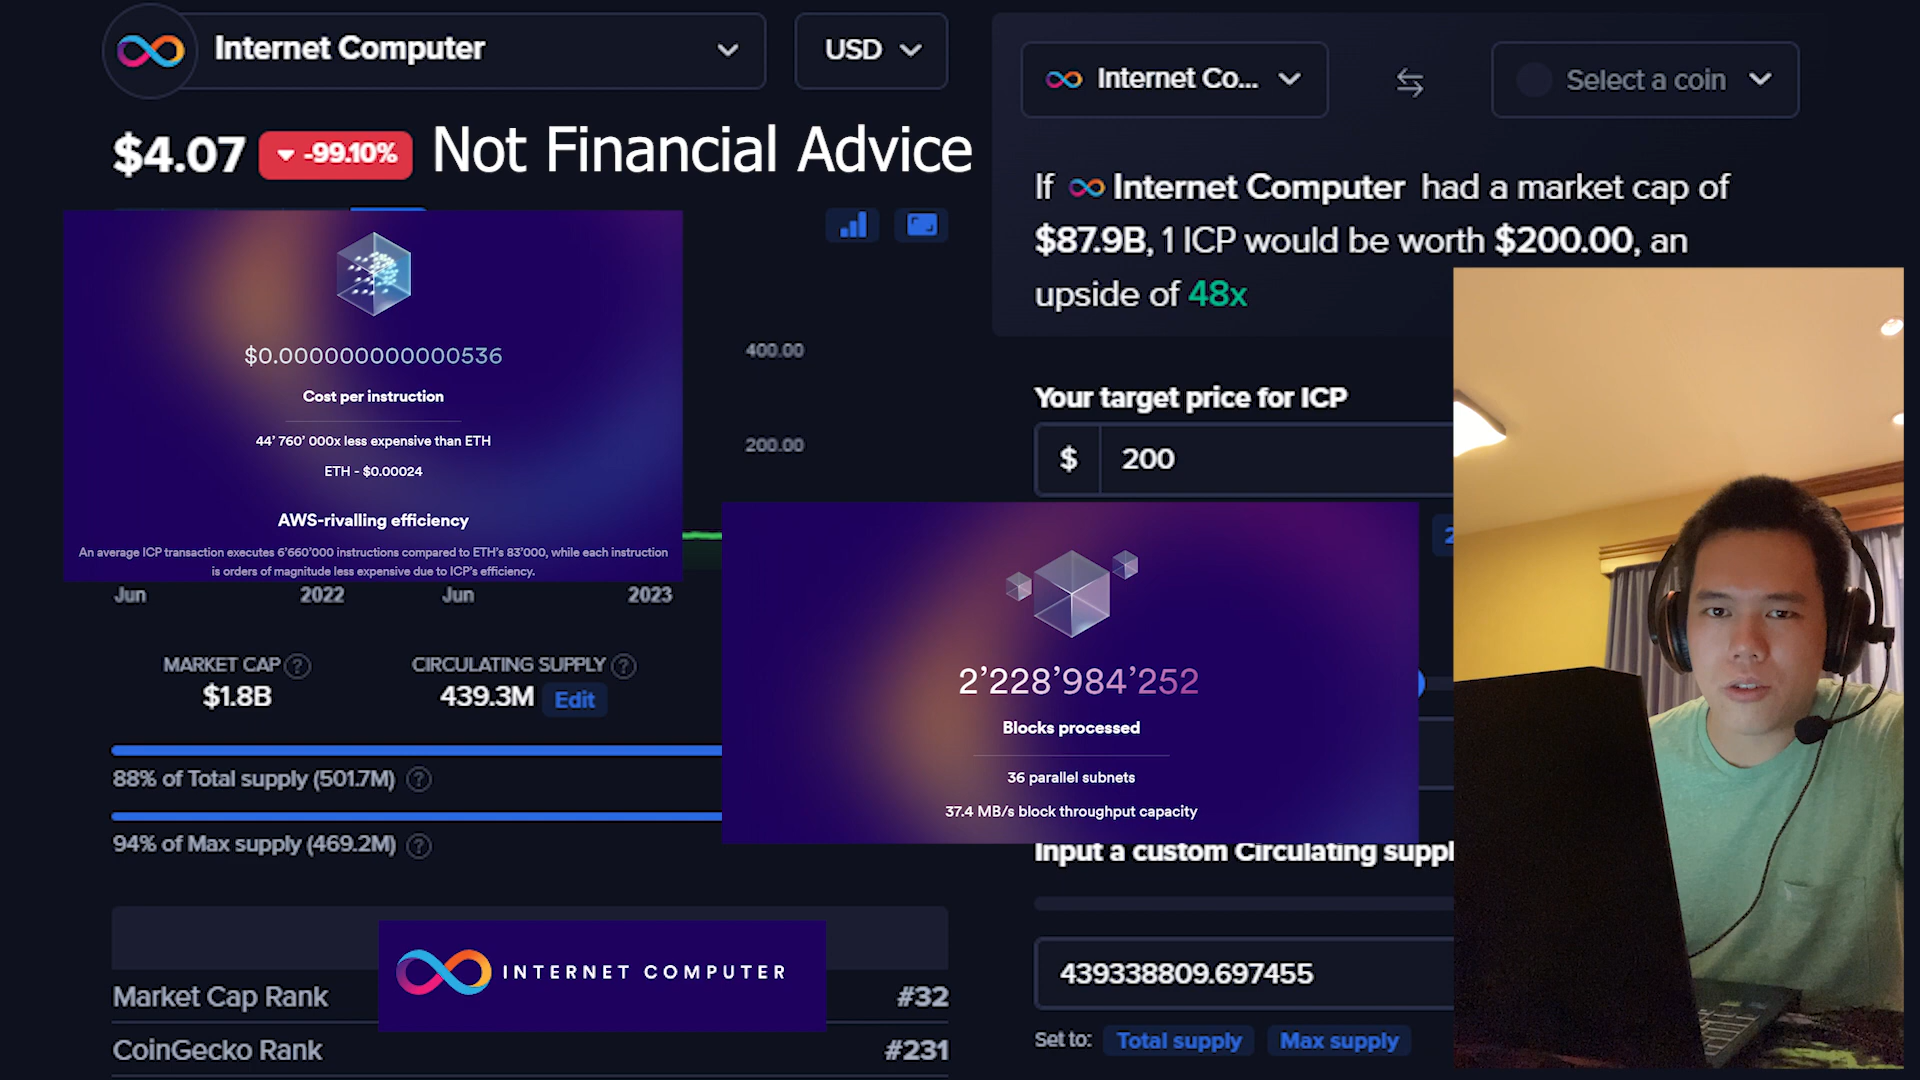 Internet Computer
USD
$4.07
-99.10%
Not Financial Advice
$0.000000000000536
Cost per instruction
44’ 760’ 000x less expensive than ETH
ETH - $0.00024
AWS-rivalling efficiency
An average ICP transaction executes 6'660'000 instructions compared to ETH's 83'000, while each instruction
is orders of magnitude less expensive due to ICP's efficiency.
400.00
200.00
Jun
2022
Jun
2023
MARKET CAP ?
$1.8B
CIRCULATING SUPPLY ?
439.3M Edit
88% of Total supply (501.7M) ?
94% of Max supply (469.2M) ?
INTERNET COMPUTER
Market Cap Rank
#32
CoinGecko Rank
#231
Internet Co...
Select a coin
If Internet Computer had a market cap of
$87.9B, 1 ICP would be worth $200.00, an
upside of 48x
Your target price for ICP
$ 200
2
2’228’984’252
Blocks processed
36 parallel subnets
37.4 MB/s block throughput capacity
Input a custom Circulating suppl
439338809.697455
Set to:
Total supply
Max supply